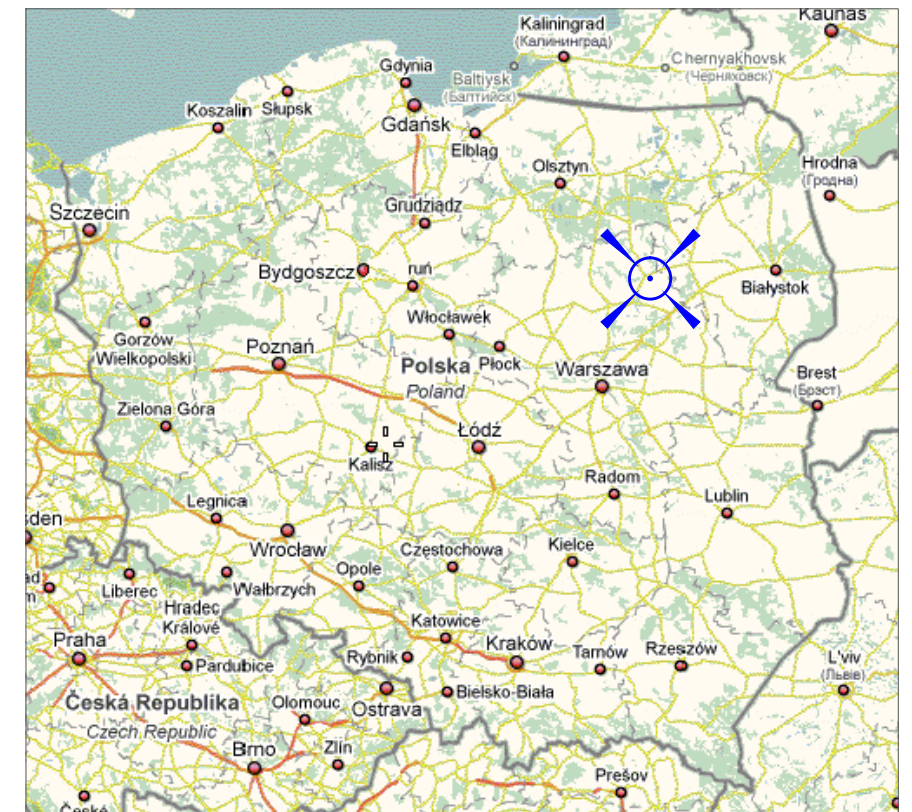 Kaunas
Kaliningrad
(Калининград)
Chernyakhovsk
(Черняховск)
Gdynia
Baltiysk
(Балтийск)
Koszalin
Słupsk
Gdańsk
Elbląg
Olsztyn
Hrodna
(Гродна)
Szczecin
Grudziądz
Bydgoszcz
ruń
Białystok
Gorzów
Wielkopolski
Włocławek
Poznań
Polska
Poland
Płock
Warszawa
Brest
(Брэст)
Zielona Góra
Łódź
Kalisz
Radom
Lublin
Legnica
sden
Wrocław
Częstochowa
Kielce
Opole
Wałbrzych
ad
m
Liberec
Hradec
Králové
Katowice
Praha
Pardubice
Rybnik
Kraków
Tarnów
Rzeszów
L'viv
(Львів)
Bielsko-Biała
Česká Republika
Czech Republic
Olomouc
Ostrava
Brno
Zlín
Prešov
České